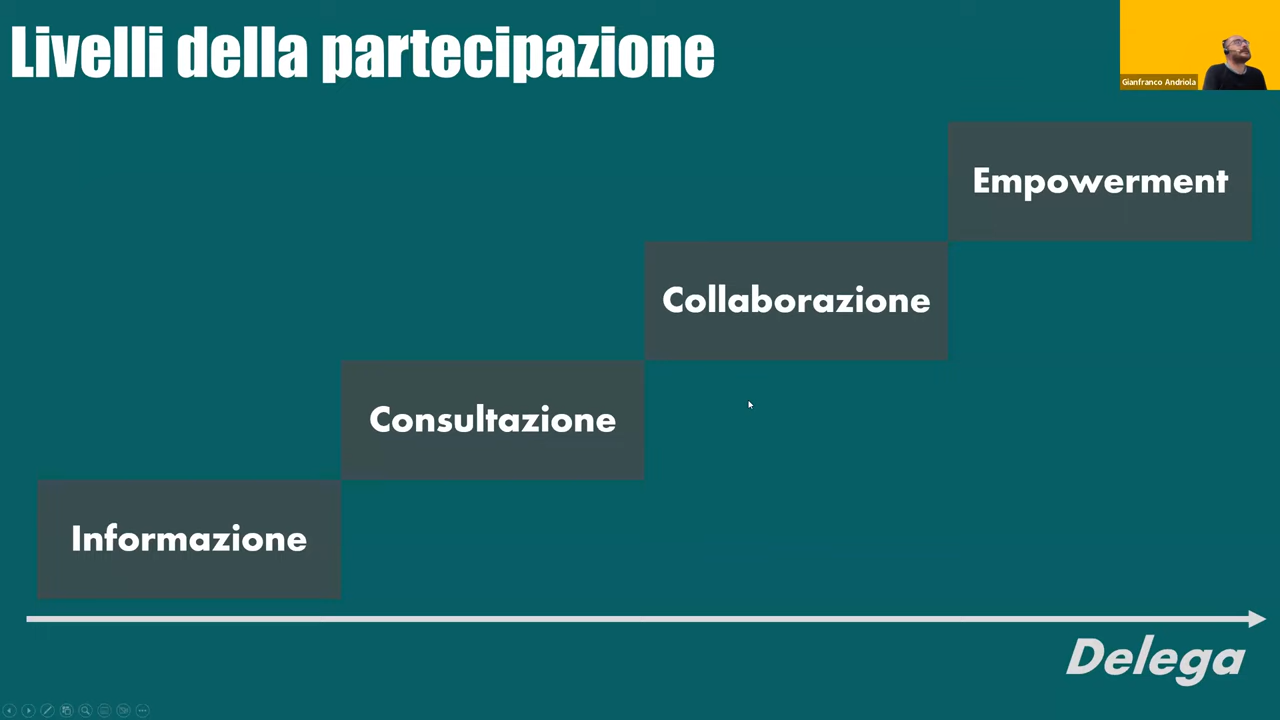 Livelli della partecipazione
Gianfranco Andriola
Empowerment
Collaborazione
Consultazione
Informazione
Delega